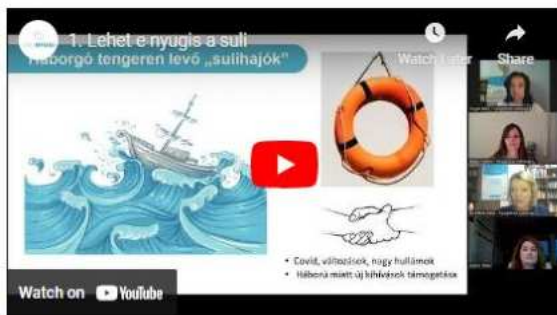 1. Lehet e nyugis a suli
Watch Later
Share
Háborgó tengeren levő „sulihajók”
• Covid, változások, nagy hullámok
• Háború miatt új kihívások támogetása
Watch on YouTube